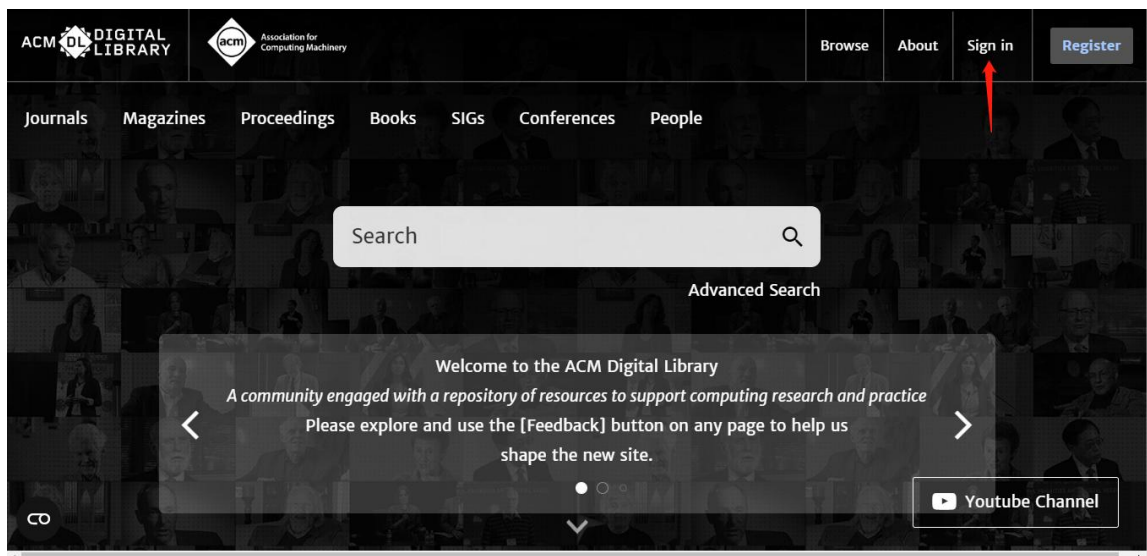 ACM DL DIGITAL LIBRARY
acm Association for Computing Machinery
Browse About Sign in Register
Journals Magazines Proceedings Books SIGs Conferences People
Search
Advanced Search
Welcome to the ACM Digital Library
A community engaged with a repository of resources to support computing research and practice
Please explore and use the [Feedback] button on any page to help us
shape the new site.
Youtube Channel